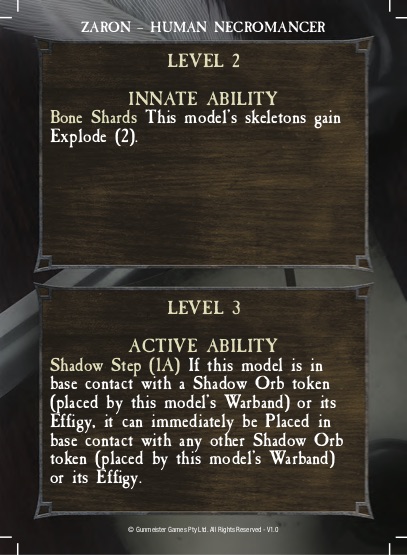 ZARON – HUMAN NECROMANCER
LEVEL 2
INNATE ABILITY
Bone Shards This model's skeletons gain
Explode (2).
LEVEL 3
ACTIVE ABILITY
Shadow Step (1A) If this model is in
base contact with a Shadow Orb token
(placed by this model's Warband) or its
Effigy, it can immediately be Placed in
base contact with any other Shadow Orb
token (placed by this model's Warband)
or its Effigy.
© Gunmeister Games Pty Ltd. All Rights Reserved - V1.0